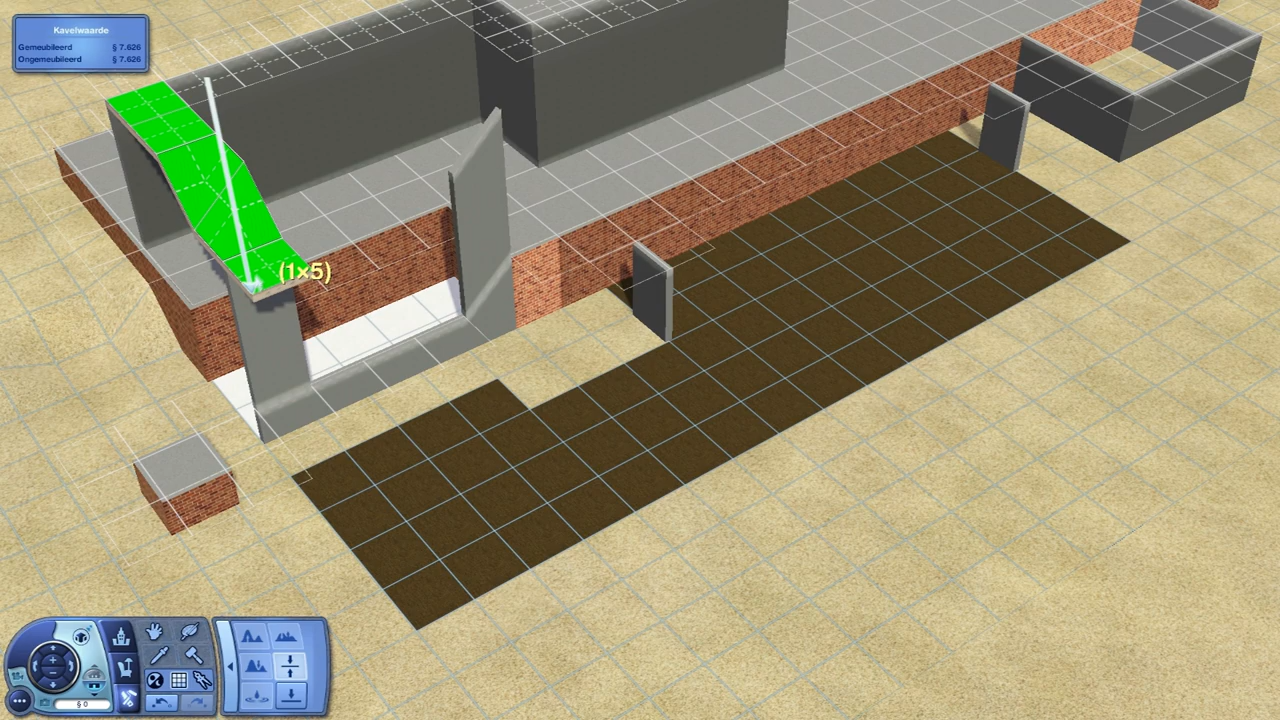 Kavelwaarde
Gemeubileerd § 7.626
Ongemeubileerd § 7.626
(1×5)
§ 0